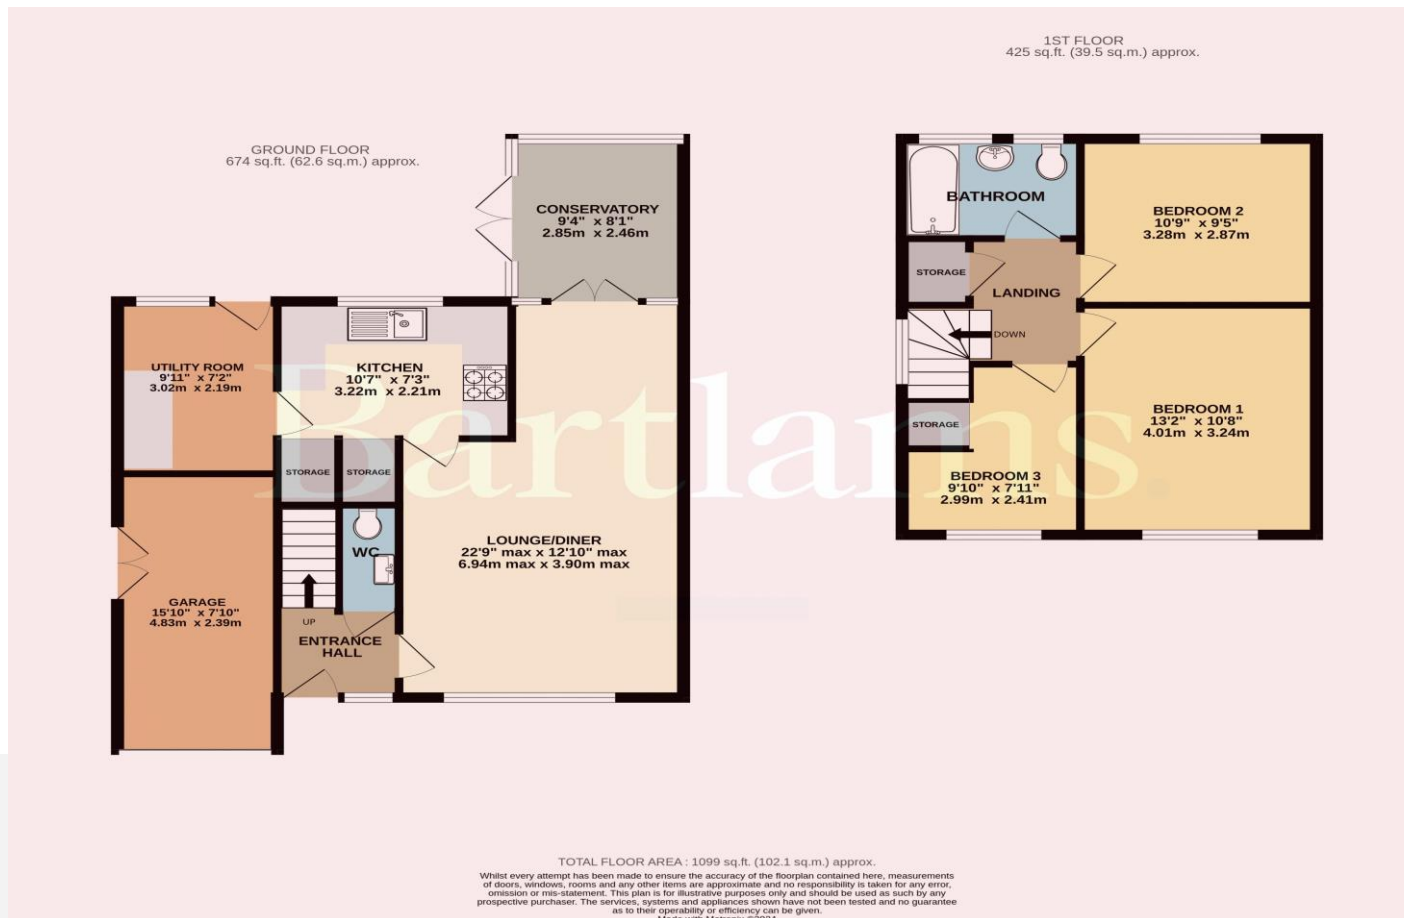 1ST FLOOR
425 sq.ft. (39.5 sq.m.) approx.
GROUND FLOOR
674 sq.ft. (62.6 sq.m.) approx.
CONSERVATORY
9'4" x 8'1"
2.85m x 2.46m
UTILITY ROOM
9'11" x 7'2"
3.02m x 2.19m
KITCHEN
10'7" x 7'3"
3.22m x 2.21m
STORAGE
STORAGE
WC
LOUNGE/DINER
22'9" max x 12'10" max
6.94m max x 3.90m max
GARAGE
15'10" x 7'10"
4.83m x 2.39m
UP
ENTRANCE
HALL
BATHROOM
BEDROOM 2
10'9" x 9'5"
3.28m x 2.87m
STORAGE
LANDING
DOWN
BEDROOM 1
13'2" x 10'8"
4.01m x 3.24m
STORAGE
BEDROOM 3
9'10" x 7'11"
2.99m x 2.41m
Bartlams.
TOTAL FLOOR AREA : 1099 sq.ft. (102.1 sq.m.) approx.
Whilst every attempt has been made to ensure the accuracy of the floorplan contained here, measurements
of doors, windows, rooms and any other items are approximate and no responsibility is taken for any error,
omission or mis-statement. This plan is for illustrative purposes only and should be used as such by any
prospective purchaser. The services, systems and appliances shown have not been tested and no guarantee
as to their operability or efficiency can be given.
Made with Metropix ©2024